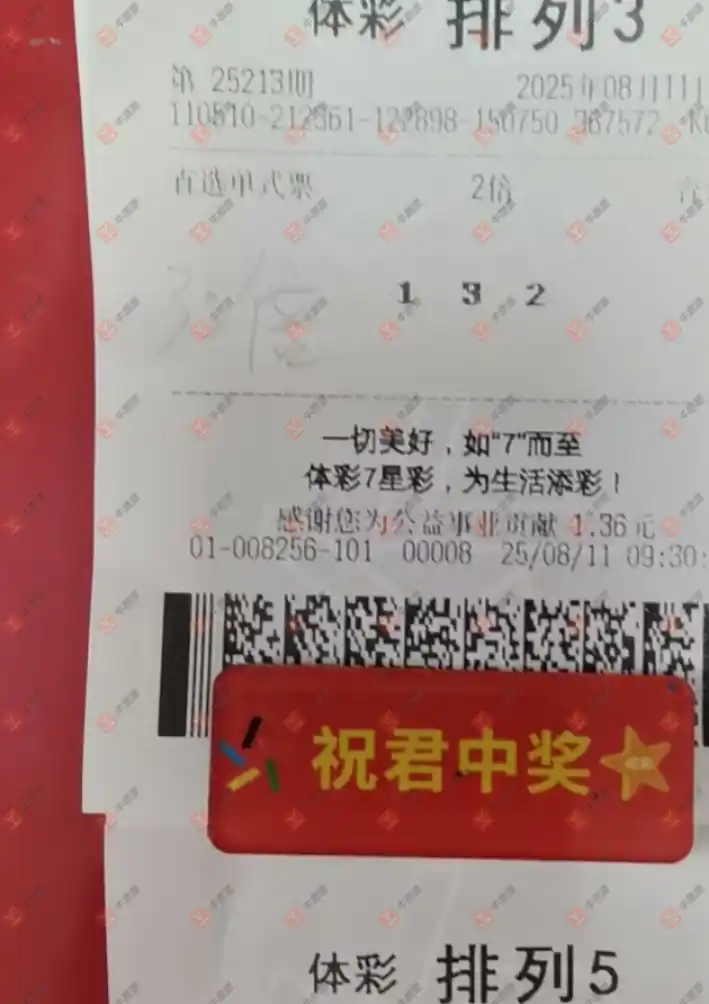 体彩 排列3
第 25213期 2025年08月11日
110510-212361-122898-150750 367572
直选单式票 2倍
1 3 2
一切美好，如“7”而至
体彩7星彩，为生活添彩！
感谢您为公益事业贡献 1.36 元
01-008256-101 00008 25/08/11 09:30:
祝君中奖
体彩 排列5